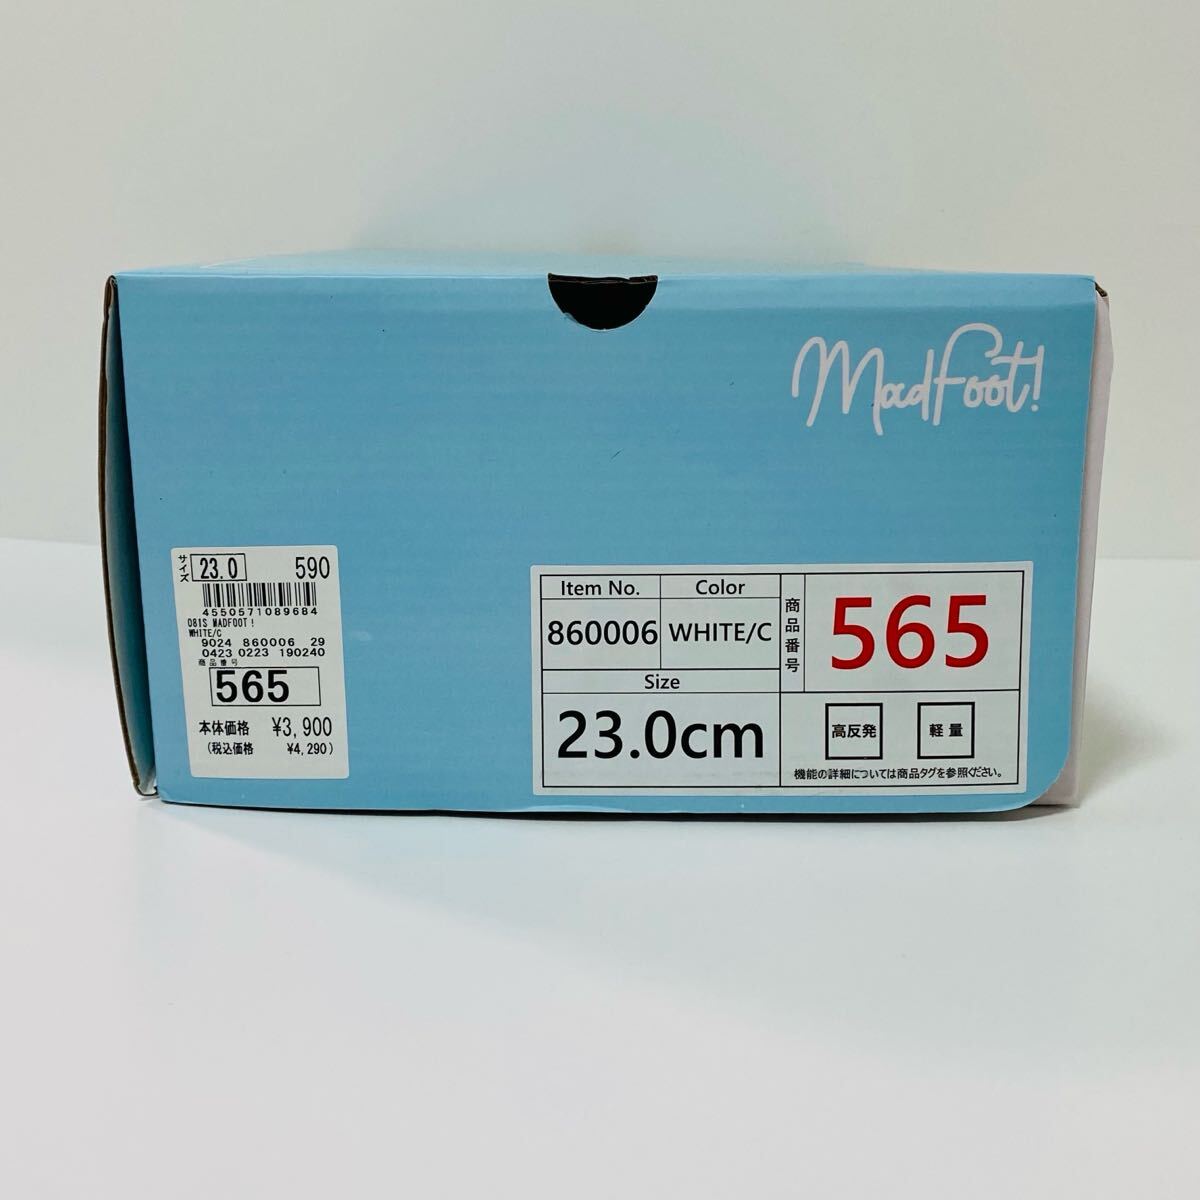 MadFoot!
サイズ 23.0 590
4550571089684
081S MADFOOT!
WHITE/C
9024 860006 29
0423 0223 190240
商品番号
565
本体価格 ¥3,900
(税込価格 ¥4,290)
Item No. Color
860006 WHITE/C
商品番号 565
Size
23.0cm
高反発 軽量
機能の詳細については商品タグを参照ください。